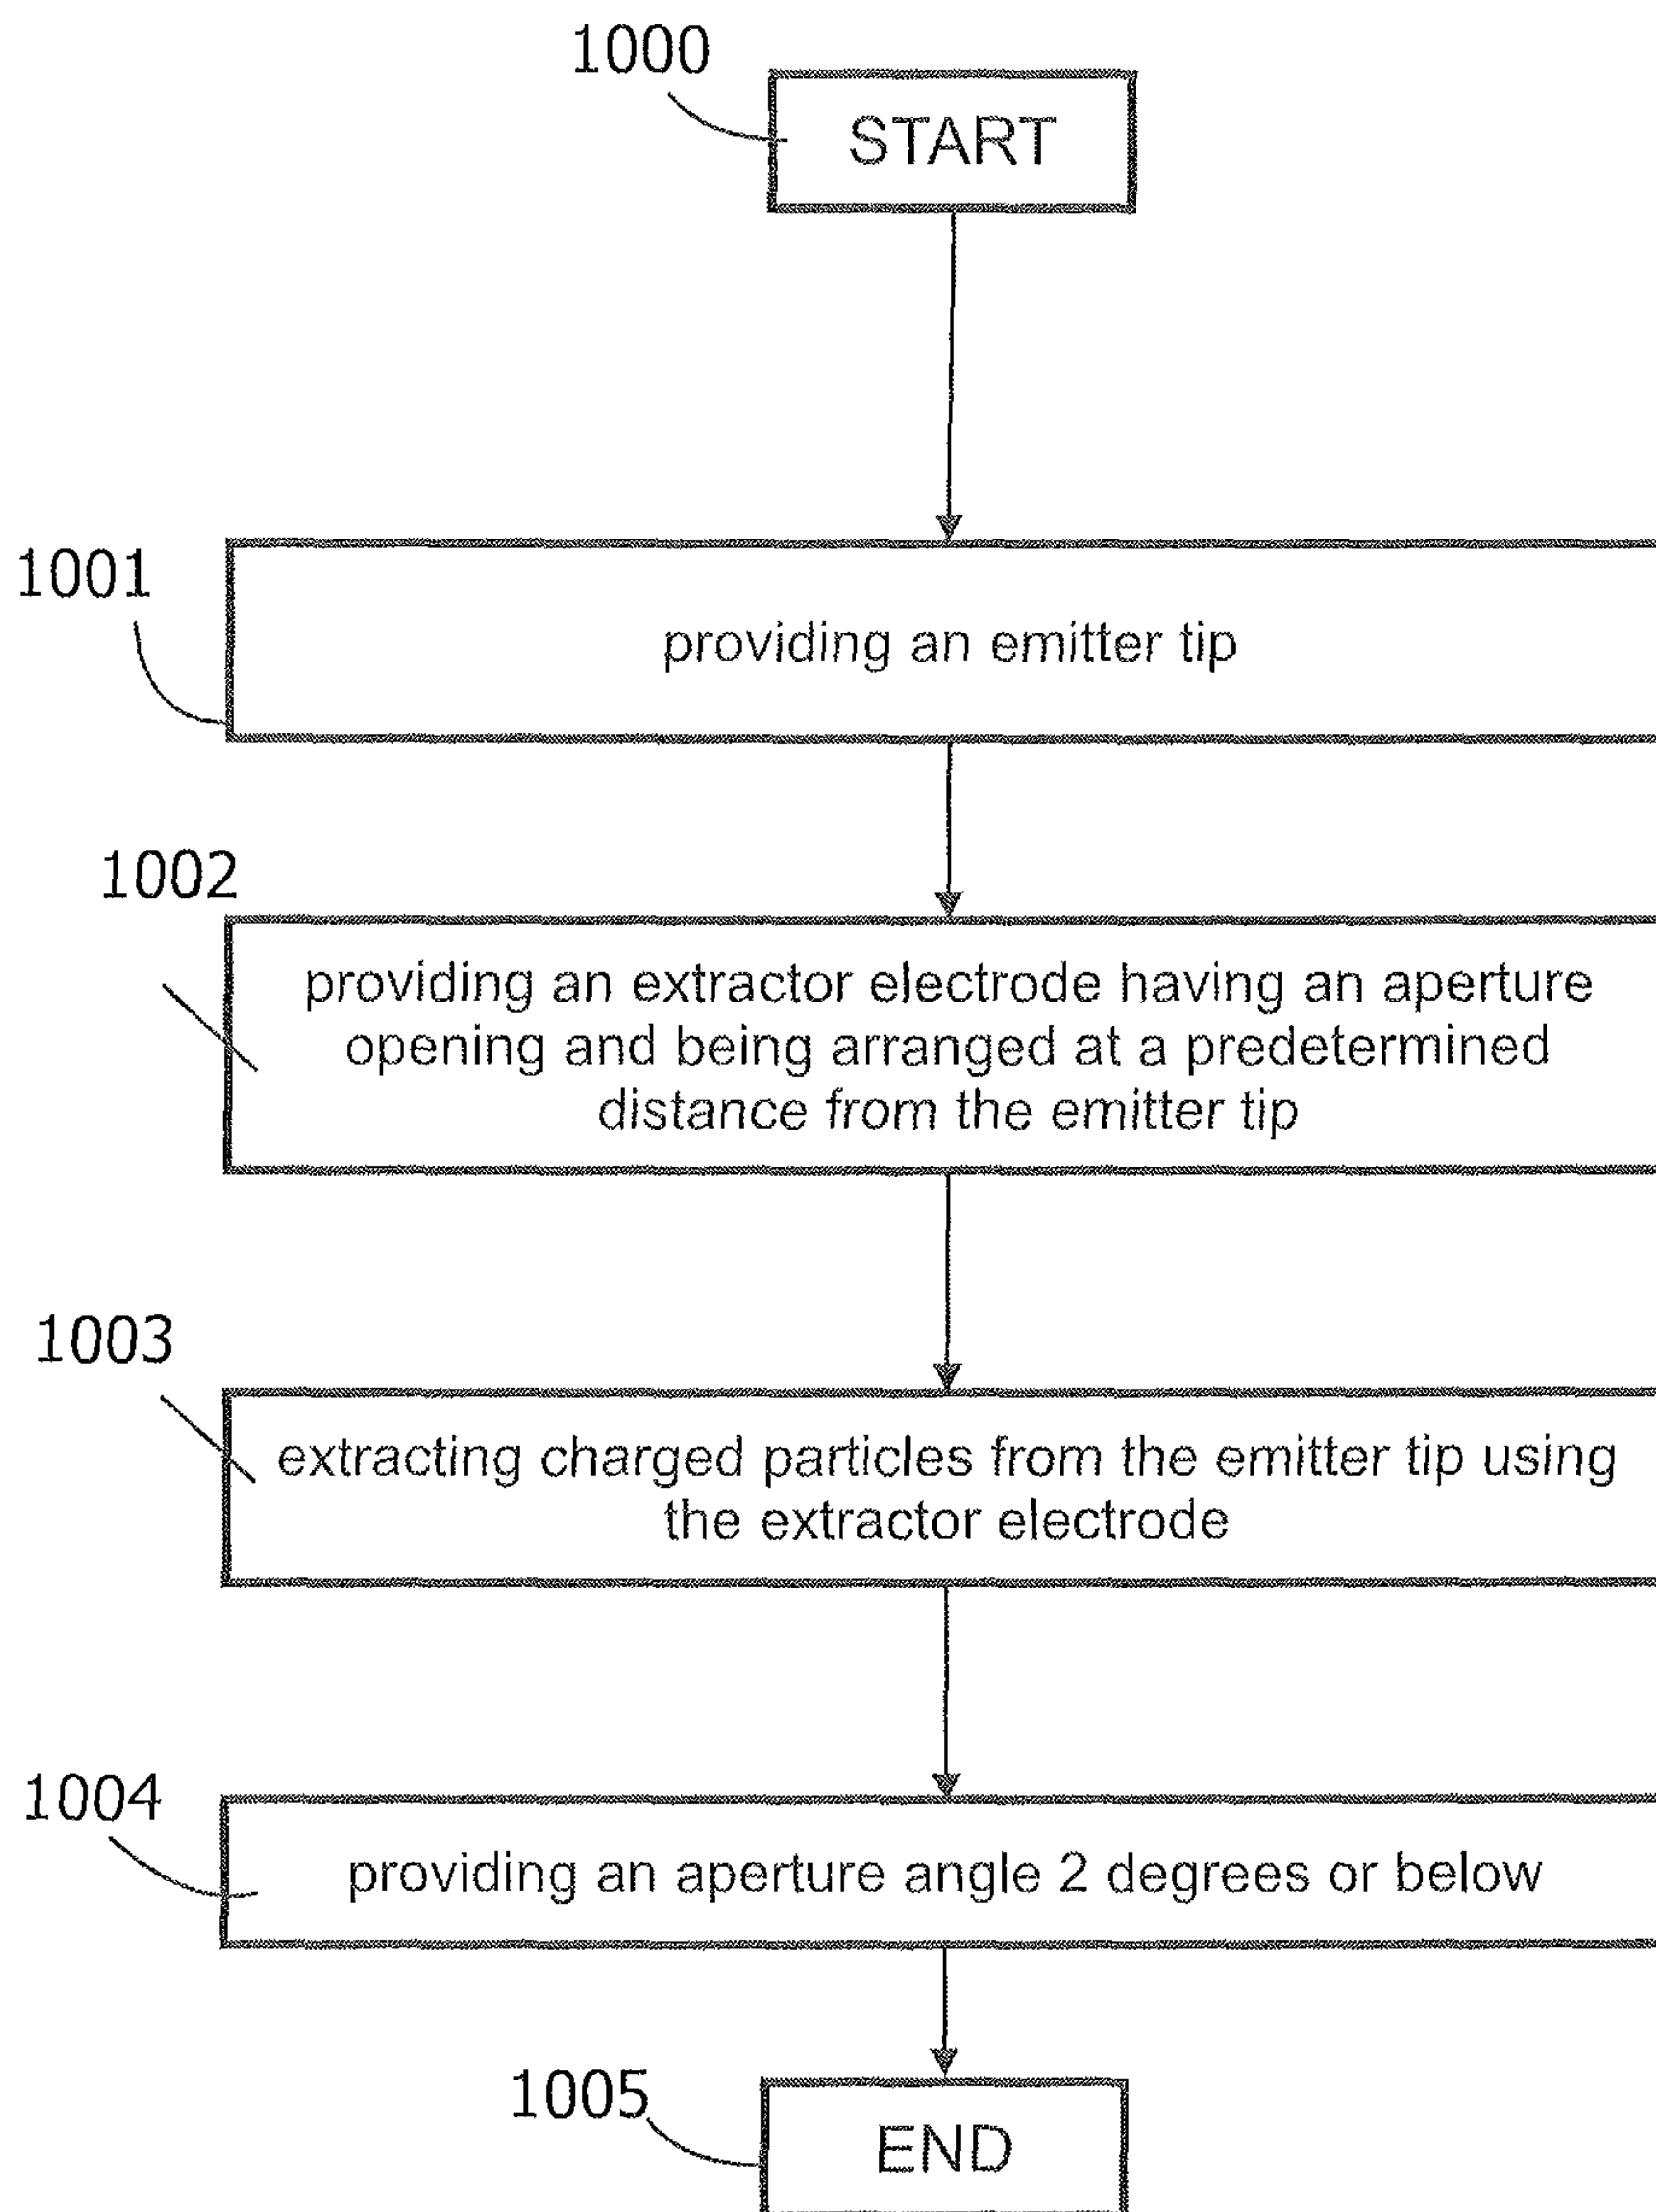 1000
START
1001
providing an emitter tip
1002
providing an extractor electrode having an aperture
opening and being arranged at a predetermined
distance from the emitter tip
1003
extracting charged particles from the emitter tip using
the extractor electrode
1004
providing an aperture angle 2 degrees or below
1005
END